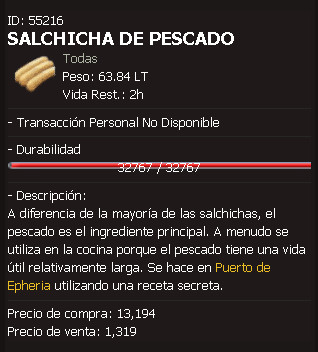 ID: 55216
SALCHICHA DE PESCADO
Todas
Peso: 63.84 LT
Vida Rest.: 2h
- Transacción Personal No Disponible
- Durabilidad
32767 / 32767
- Descripción:
A diferencia de la mayoría de las salchichas, el
pescado es el ingrediente principal. A menudo se
utiliza en la cocina porque el pescado tiene una vida
útil relativamente larga. Se hace en Puerto de
Epheria utilizando una receta secreta.
Precio de compra: 13,194
Precio de venta: 1,319